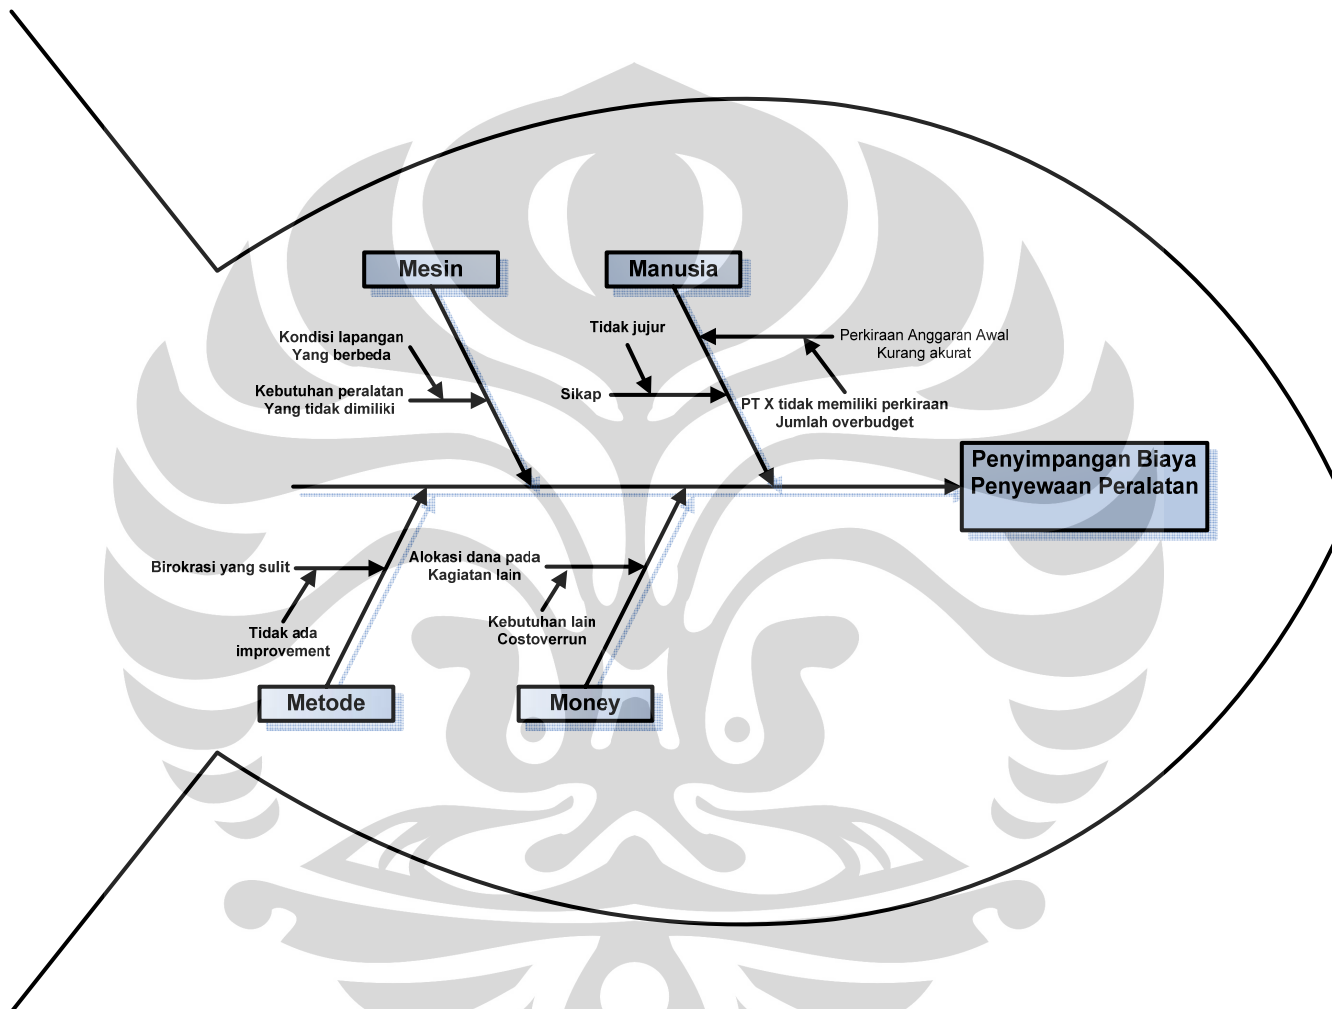 Mesin
Manusia
Kondisi lapangan
Yang berbeda
Kebutuhan peralatan
Yang tidak dimiliki
Tidak jujur
Sikap
Perkiraan Anggaran Awal
Kurang akurat
PT X tidak memiliki perkiraan
Jumlah overbudget
Penyimpangan Biaya
Penyewaan Peralatan
Birokrasi yang sulit
Tidak ada
improvement
Alokasi dana pada
Kagiatan lain
Kebutuhan lain
Costoverrun
Metode
Money